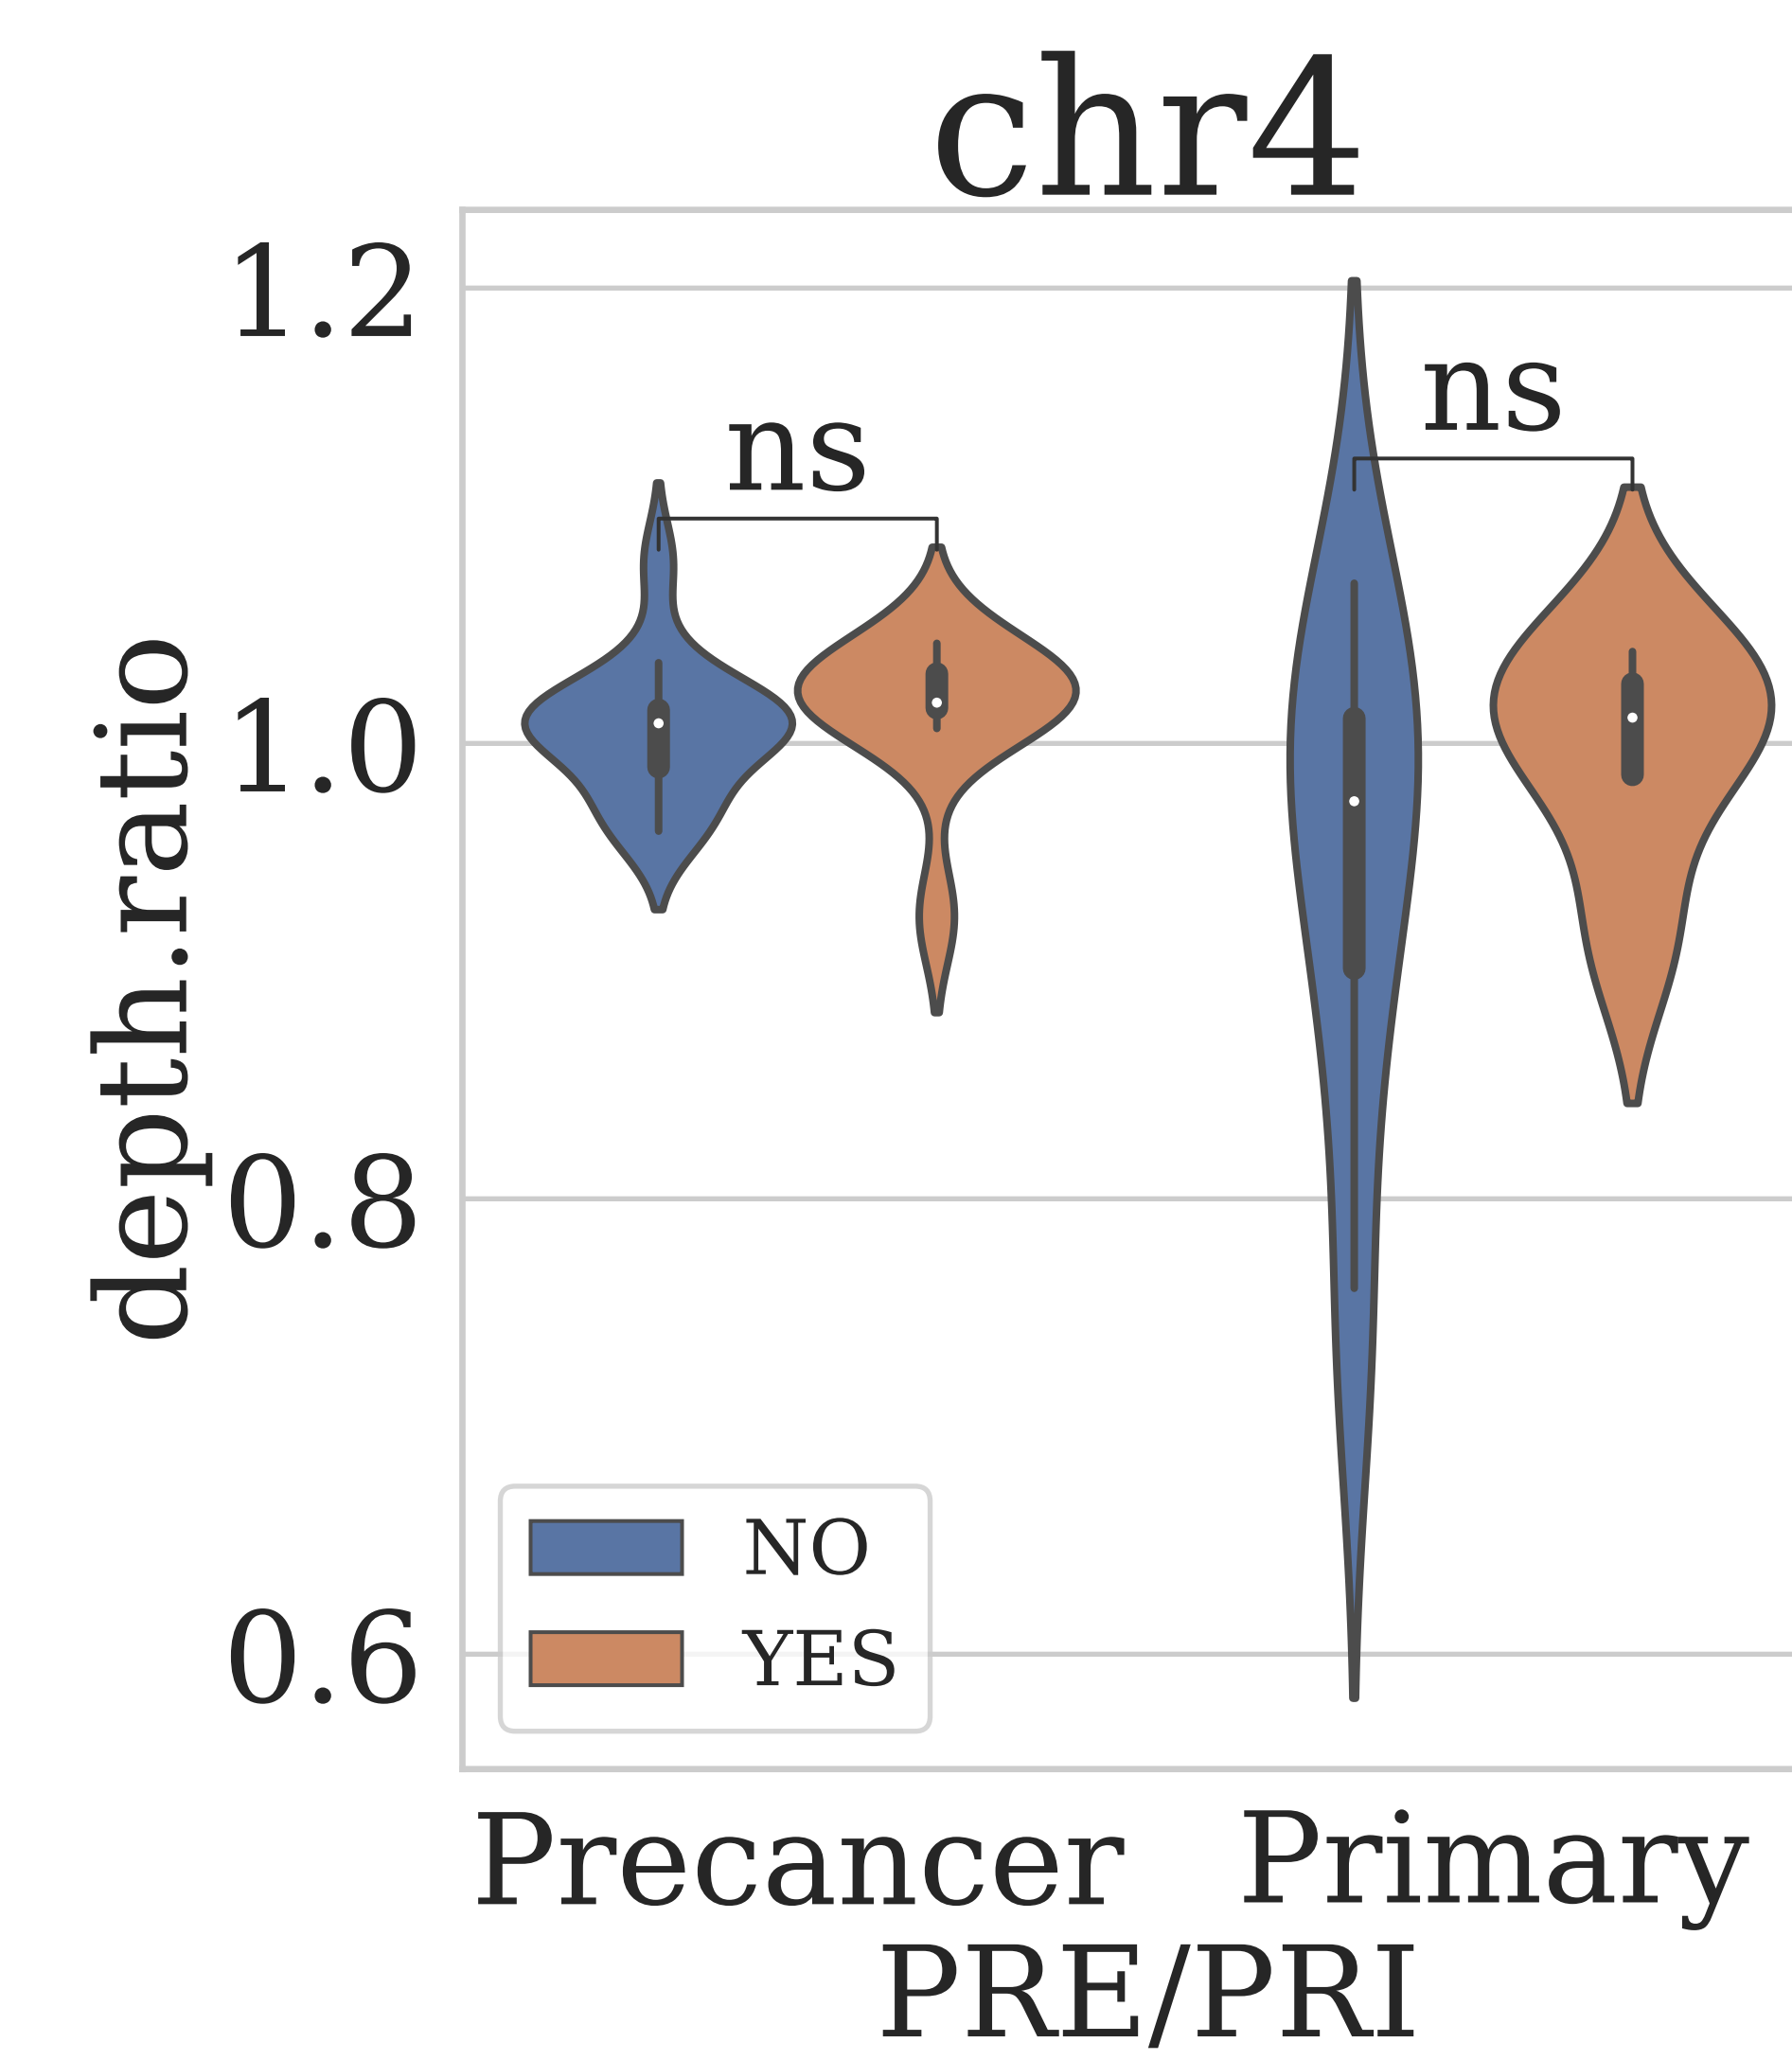 chr4
1.2
ns
ns
1.0
depth.ratio
0.8
NO
0.6
YES
Precancer
Primary
PRE/PRI